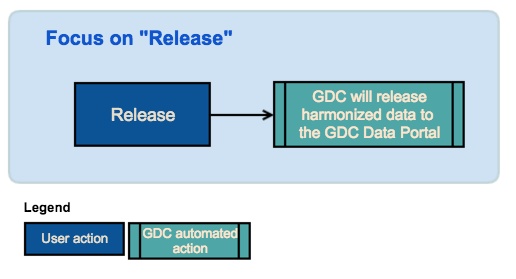 Focus on "Release"
Release
GDC will release
harmonized data to
the GDC Data Portal
Legend
User action
GDC automated
action